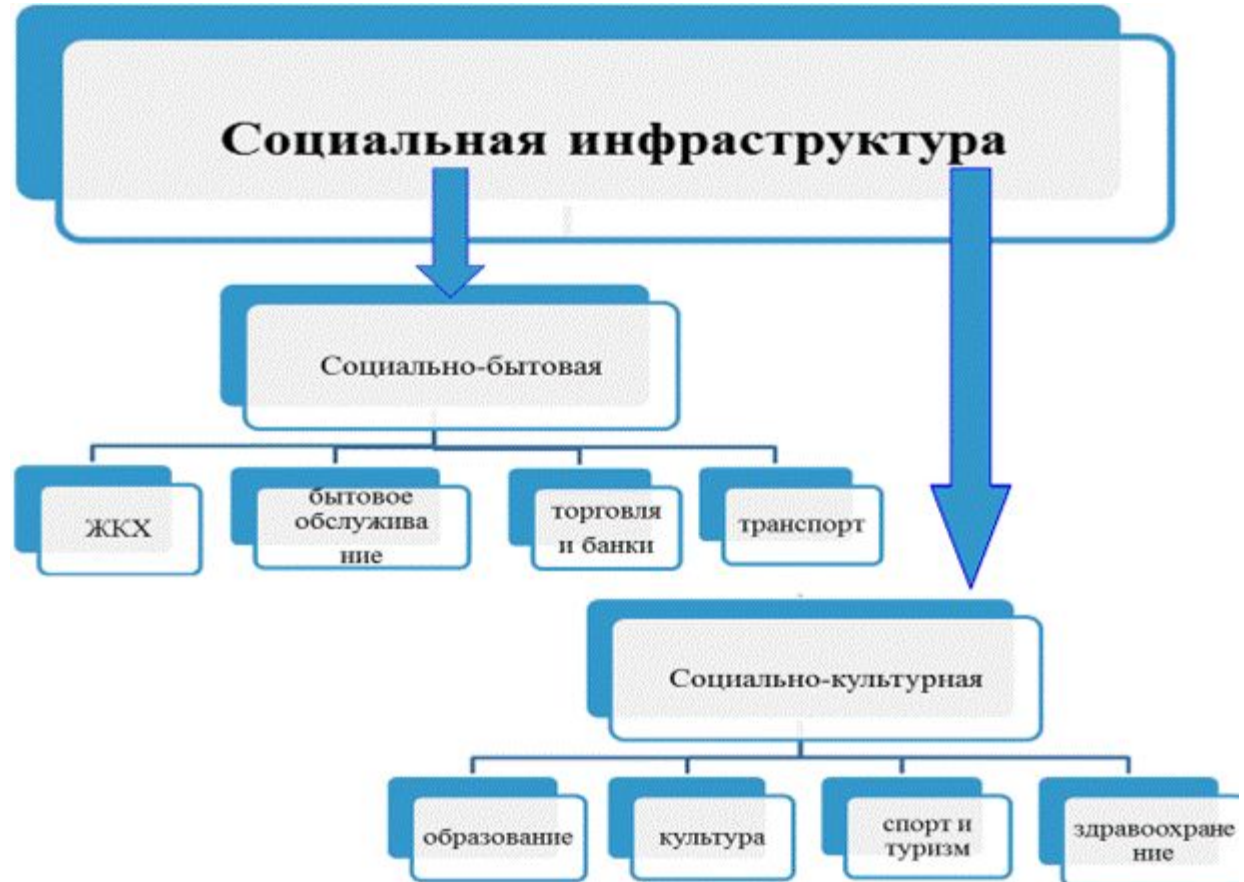 Социальная инфраструктура
Социально-бытовая
ЖКХ
бытовое
обслужива
ние
торговля
и банки
транспорт
Социально-культурная
образование
культура
спорт и
туризм
здравоохране
ние